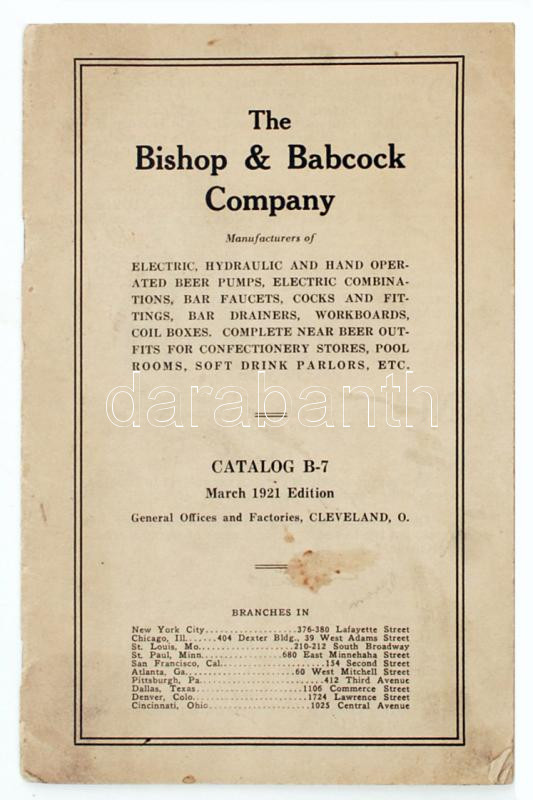 The
Bishop & Babcock
Company
Manufacturers of
ELECTRIC, HYDRAULIC AND HAND OPER-
ATED BEER PUMPS, ELECTRIC COMBINA-
TIONS, BAR FAUCETS, COCKS AND FIT-
TINGS, BAR DRAINERS, WORKBOARDS,
COIL BOXES. COMPLETE NEAR BEER OUT-
FITS FOR CONFECTIONERY STORES, POOL
ROOMS, SOFT DRINK PARLORS, ETC.
darabanth
CATALOG B-7
March 1921 Edition
General Offices and Factories, CLEVELAND, O.
BRANCHES IN
New York City..................376-380 Lafayette Street
Chicago, Ill.......404 Dexter Bldg., 39 West Adams Street
St. Louis, Mo...................210-212 South Broadway
St. Paul, Minn................680 East Minnehaha Street
San Francisco, Cal.....................154 Second Street
Atlanta, Ga......................60 West Mitchell Street
Pittsburgh, Pa.........................412 Third Avenue
Dallas, Texas......................1106 Commerce Street
Denver, Colo.......................1724 Lawrence Street
Cincinnati, Ohio....................1025 Central Avenue